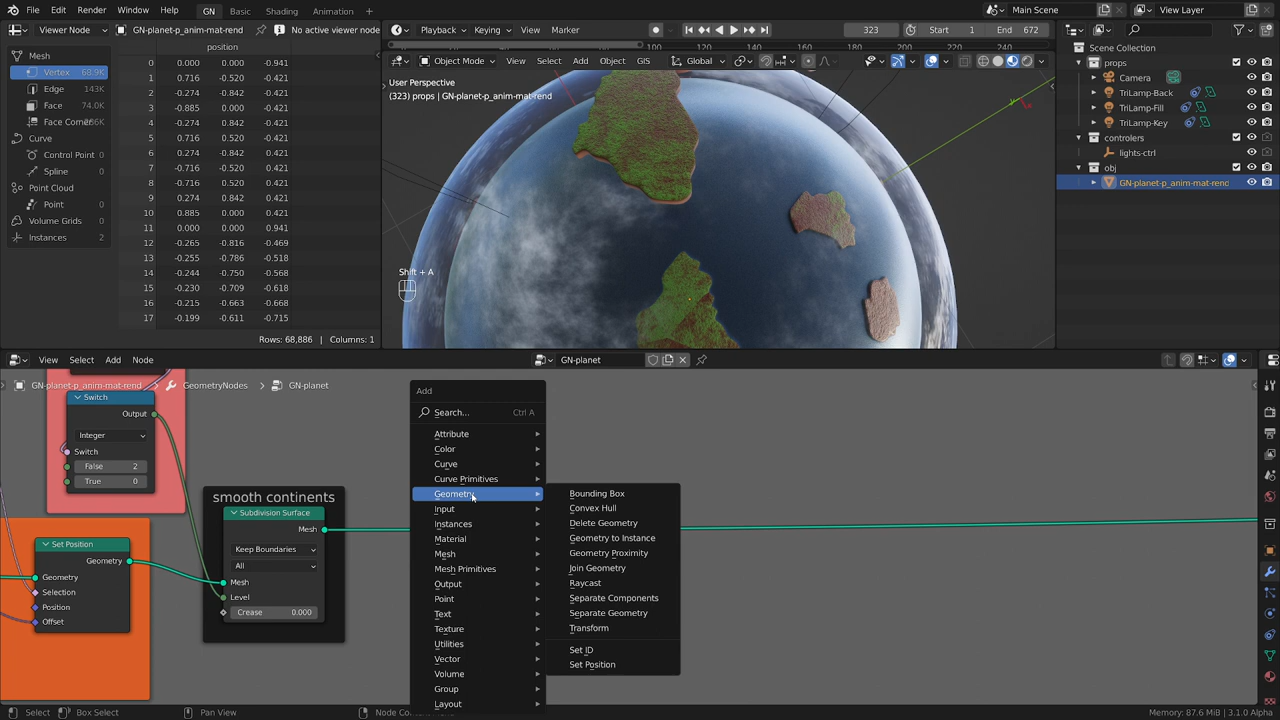 File Edit Render Window Help GN Basic Shading Animation Main Scene View Layer
Viewer Node GN-planet-p_anim-mat-rend No active viewer node
Playback Keying View Marker 323 Start 1 End 672
Mesh
Vertex 68.9K
Edge 143K
Face 74.0K
Face Corner
Curve
Control Point 0
Spline 0
Point Cloud
Point 0
Volume Grids 0
Instances 2
position
0 0.000 0.000 -0.941
1 0.716 -0.520 -0.421
2 -0.274 -0.842 -0.421
3 -0.885 0.000 -0.421
4 -0.274 0.842 -0.421
5 0.716 0.520 -0.421
6 0.274 -0.842 0.421
7 -0.716 -0.520 0.421
8 -0.716 0.520 0.421
9 0.274 0.842 0.421
10 0.885 0.000 0.421
11 0.000 0.000 0.941
12 -0.265 -0.816 -0.469
13 -0.255 -0.786 -0.518
14 -0.244 -0.750 -0.568
15 -0.230 -0.709 -0.618
16 -0.215 -0.663 -0.668
17 -0.199 -0.611 -0.715
Rows: 68,886 | Columns: 1
100 120 140 160 180 200 220 240
Object Mode View Select Add Object GIS Global
User Perspective
(323) props | GN-planet-p_anim-mat-rend
Shift + A
Scene Collection
props
Camera
TriLamp-Back
TriLamp-Fill
TriLamp-Key
controlers
lights-ctrl
obj
GN-planet-p_anim-mat-rend
View Select Add Node GN-planet
GN-planet-p_anim-mat-rend GeometryNodes GN-planet
Switch
Output
Integer
Switch
False 2
True 0
Set Position
Geometry
Geometry
Selection
Position
Offset
smooth continents
Subdivision Surface
Mesh
Keep Boundaries
All
Mesh
Level
Crease 0.000
Add
Search... Ctrl A
Attribute
Color
Curve
Curve Primitives
Geometry
Input
Instances
Material
Mesh
Mesh Primitives
Output
Point
Text
Texture
Utilities
Vector
Volume
Group
Layout
Bounding Box
Convex Hull
Delete Geometry
Geometry to Instance
Geometry Proximity
Join Geometry
Raycast
Separate Components
Separate Geometry
Transform
Set ID
Set Position
Select Box Select Pan View Node Con Memory: 87.6 MiB | 3.1.0 Alpha